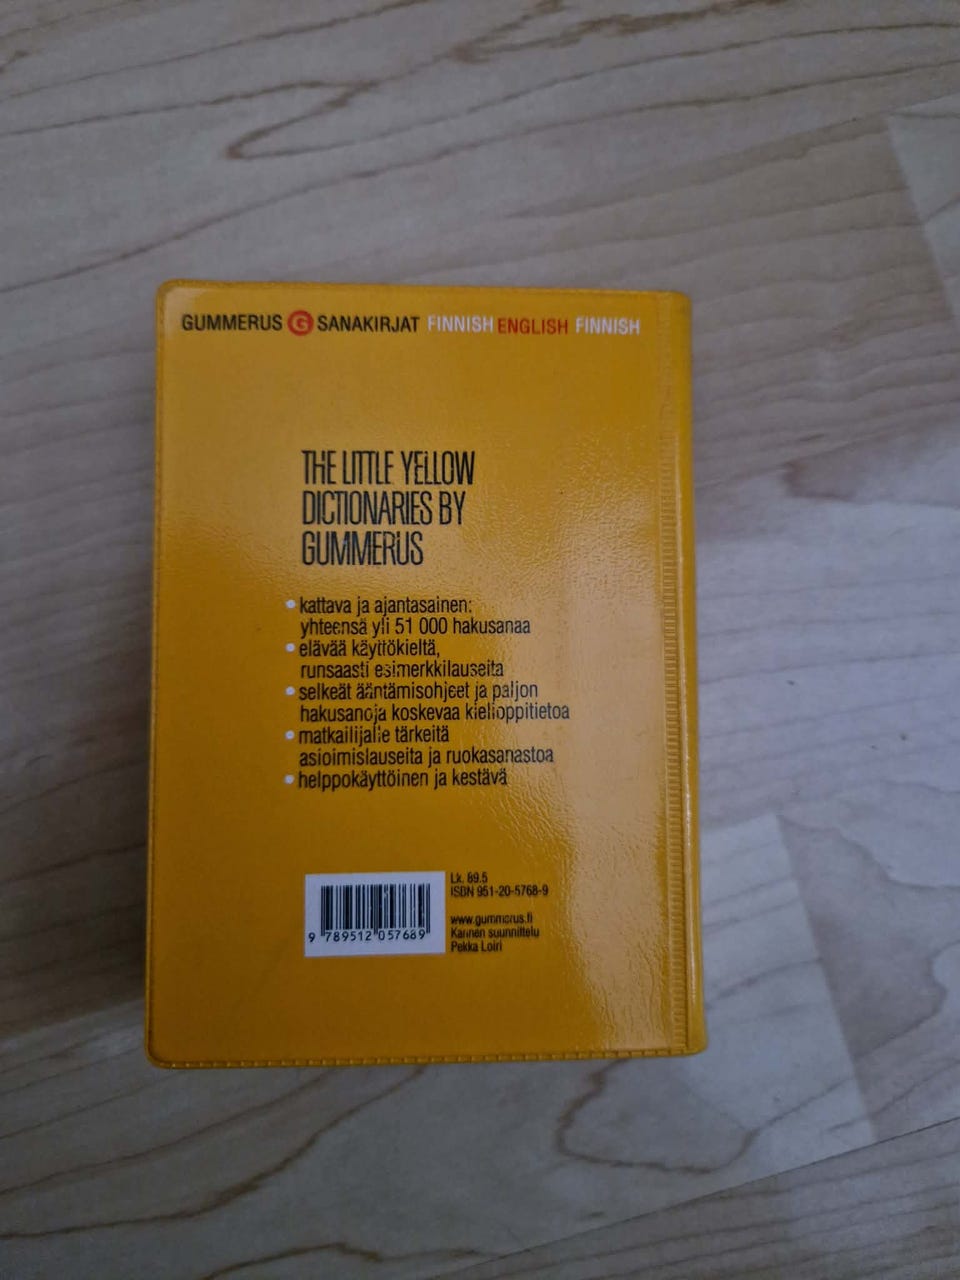 GUMMERUS G SANAKIRJAT FINNISH ENGLISH FINNISH
THE LITTLE YELLOW
DICTIONARIES BY
GUMMERUS
• kattava ja ajantasainen:
yhteensä yli 51 000 hakusanaa
• elävää käyttökieltä,
runsaasti esimerkkilauseita
• selkeät ääntämisohjeet ja paljon
hakusanoja koskevaa kielioppitietoa
• matkailijalle tärkeitä
asioimislauseita ja ruokasanastoa
• helppokäyttöinen ja kestävä
Lk. 89.5
ISBN 951-20-5768-9
www.gummerus.fi
Kannen suunnittelu
Pekka Loiri
9 789512 057689